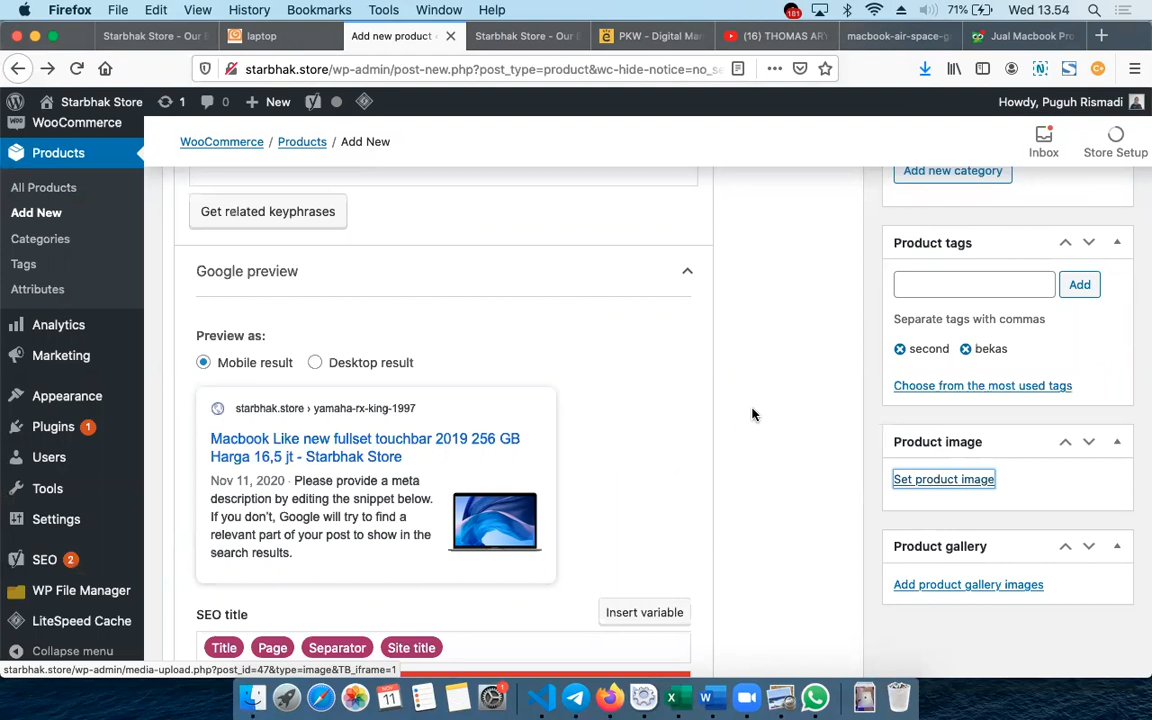 Firefox File Edit View History Bookmarks Tools Window Help 181 71% Wed 13.54
Starbhak Store - Our E laptop Add new product Starbhak Store - Our E PKW - Digital Mar (16) THOMAS AR macbook-air-space-g Jual Macbook Pro
starbhak.store/wp-admin/post-new.php?post_type=product&wc-hide-notice=no_se
Starbhak Store 1 0 New Howdy, Puguh Rismadi
WooCommerce
Products
All Products
Add New
Categories
Tags
Attributes
Analytics
Marketing
Appearance
Plugins 1
Users
Tools
Settings
SEO 2
WP File Manager
LiteSpeed Cache
Collapse menu
WooCommerce / Products / Add New
Inbox
Store Setup
Get related keyphrases
Google preview
Preview as:
Mobile result Desktop result
starbhak.store › yamaha-rx-king-1997
Macbook Like new fullset touchbar 2019 256 GB
Harga 16,5 jt - Starbhak Store
Nov 11, 2020 · Please provide a meta
description by editing the snippet below.
If you don't, Google will try to find a
relevant part of your post to show in the
search results.
SEO title
Insert variable
Title Page Separator Site title
Add new category
Product tags
Add
Separate tags with commas
second bekas
Choose from the most used tags
Product image
Set product image
Product gallery
Add product gallery images
starbhak.store/wp-admin/media-upload.php?post_id=47&type=image&TB_iframe=1
NOV
11
1